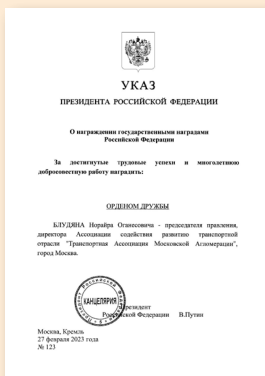 УКАЗ
ПРЕЗИДЕНТА РОССИЙСКОЙ ФЕДЕРАЦИИ
О награждении государственными наградами
Российской Федерации
За достигнутые трудовые успехи и многолетнюю
добросовестную работу наградить:
ОРДЕНОМ ДРУЖБЫ
БЛУДЯНА Норайра Оганесовича - председателя правления,
директора Ассоциации содействия развитию транспортной
отрасли "Транспортная Ассоциация Московской Агломерации",
город Москва.
КАНЦЕЛЯРИЯ
Президент
Российской Федерации В.Путин
Москва, Кремль
27 февраля 2023 года
№ 123